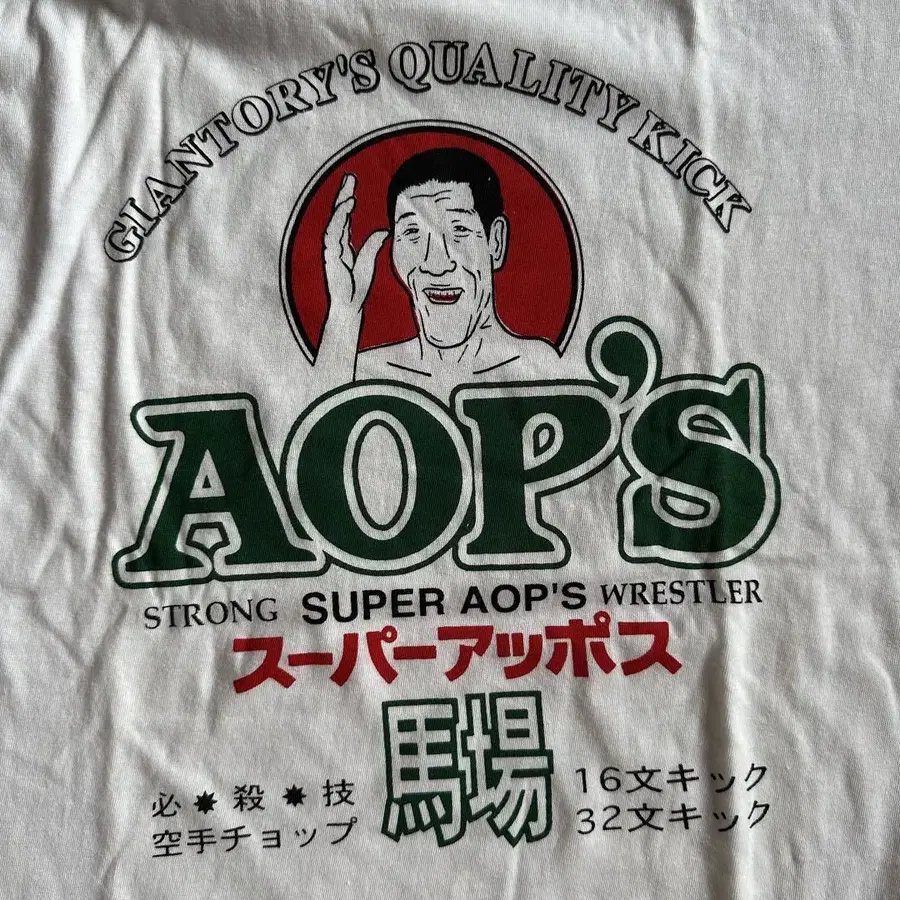 GIANTORY'S QUALITY KICK
AOP'S
STRONG SUPER AOP'S WRESTLER
スーパーアッポス
馬場
必✸殺✸技
空手チョップ
16文キック
32文キック